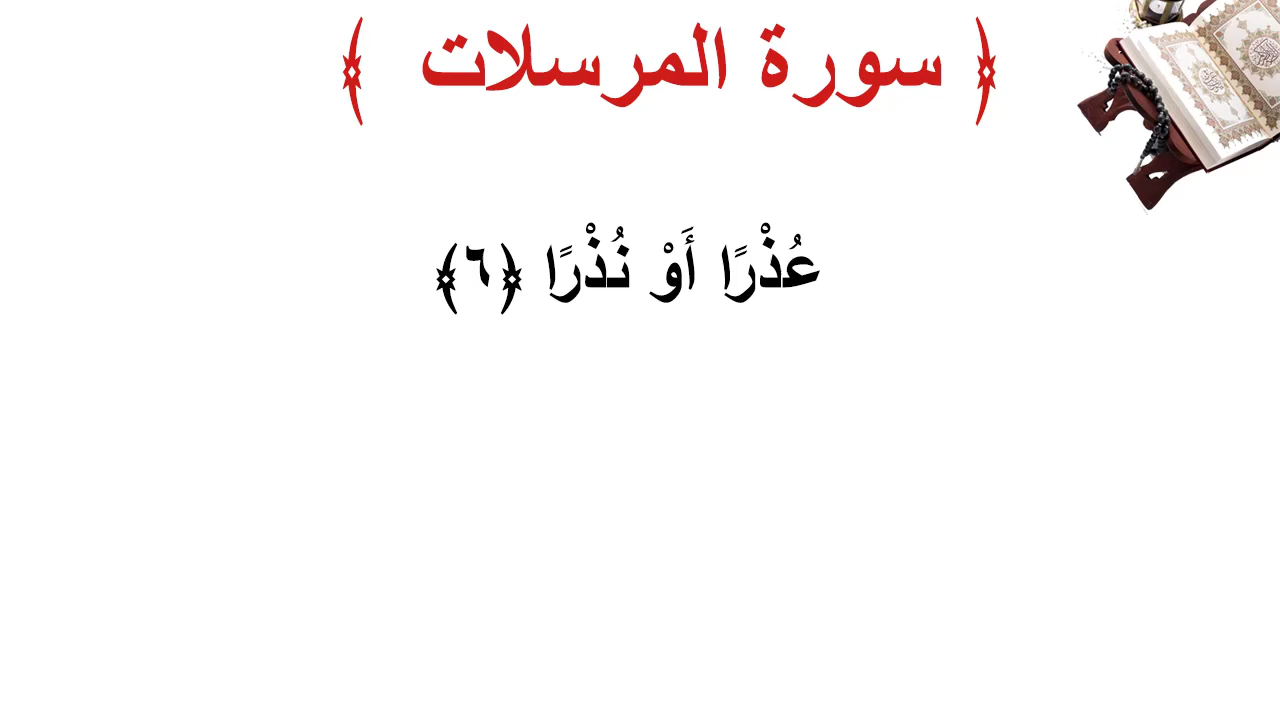 ﴿ سورة المرسلات ﴾
عُذْرًا أَوْ نُذْرًا ﴿٦﴾